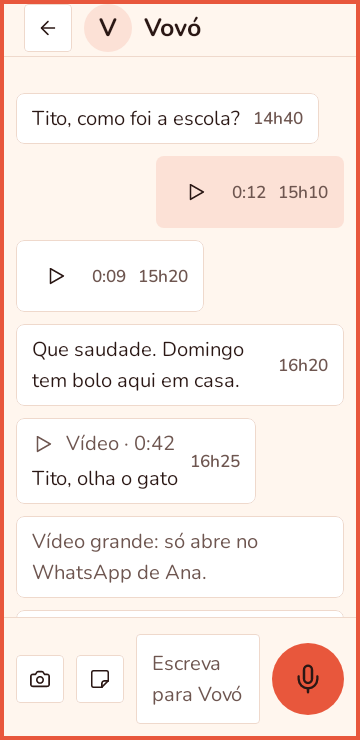 V Vovó
Tito, como foi a escola? 14h40
0:12 15h10
0:09 15h20
Que saudade. Domingo
tem bolo aqui em casa. 16h20
Vídeo · 0:42
Tito, olha o gato 16h25
Vídeo grande: só abre no
WhatsApp de Ana.
Escreva
para Vovó